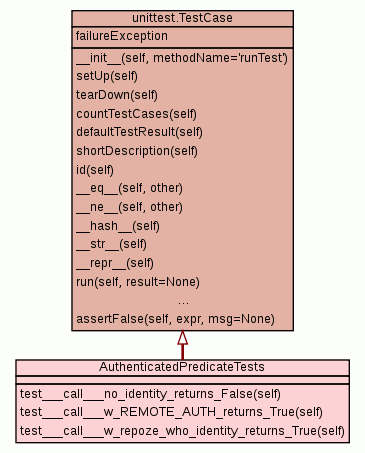 unittest.TestCase
failureException
__init__(self, methodName='runTest')
setUp(self)
tearDown(self)
countTestCases(self)
defaultTestResult(self)
shortDescription(self)
id(self)
__eq__(self, other)
__ne__(self, other)
__hash__(self)
__str__(self)
__repr__(self)
run(self, result=None)
...
assertFalse(self, expr, msg=None)
AuthenticatedPredicateTests
test___call___no_identity_returns_False(self)
test___call___w_REMOTE_AUTH_returns_True(self)
test___call___w_repoze_who_identity_returns_True(self)